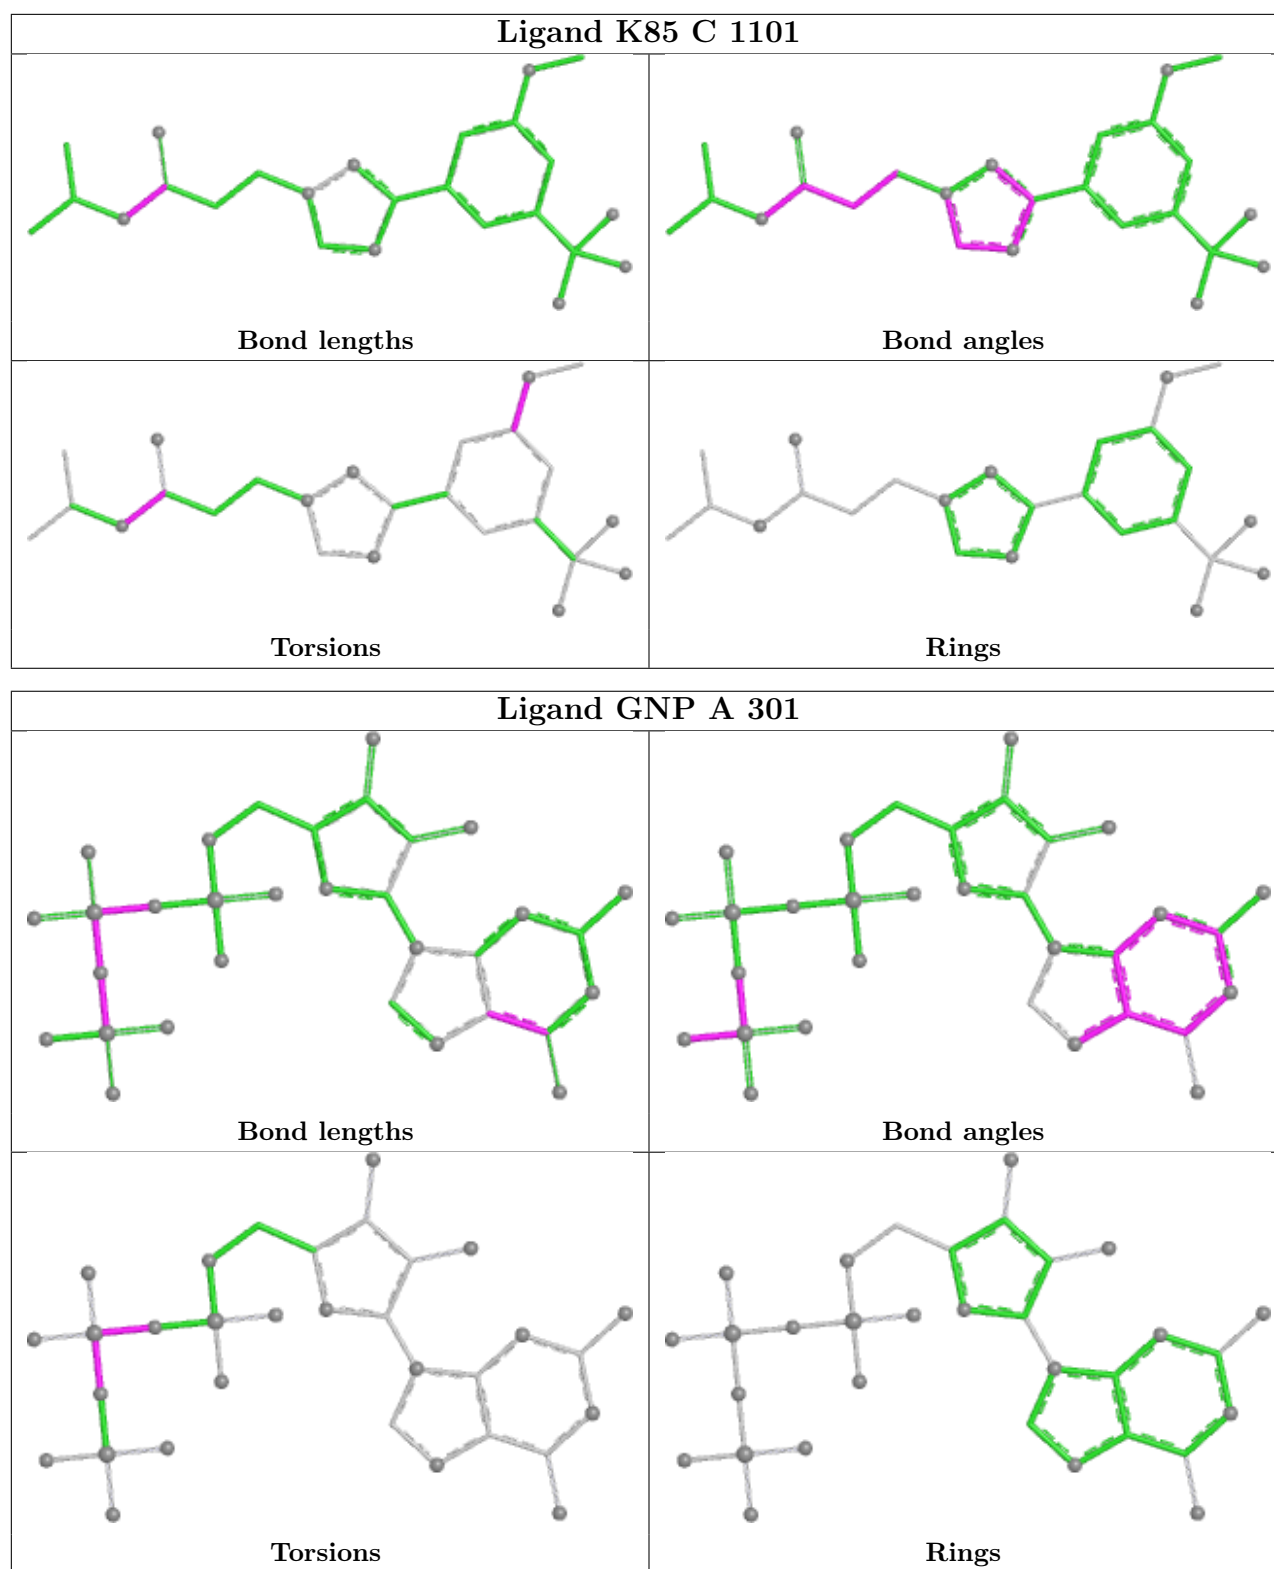 Ligand K85 C 1101
Bond lengths
Bond angles
Torsions
Rings
Ligand GNP A 301
Bond lengths
Bond angles
Torsions
Rings